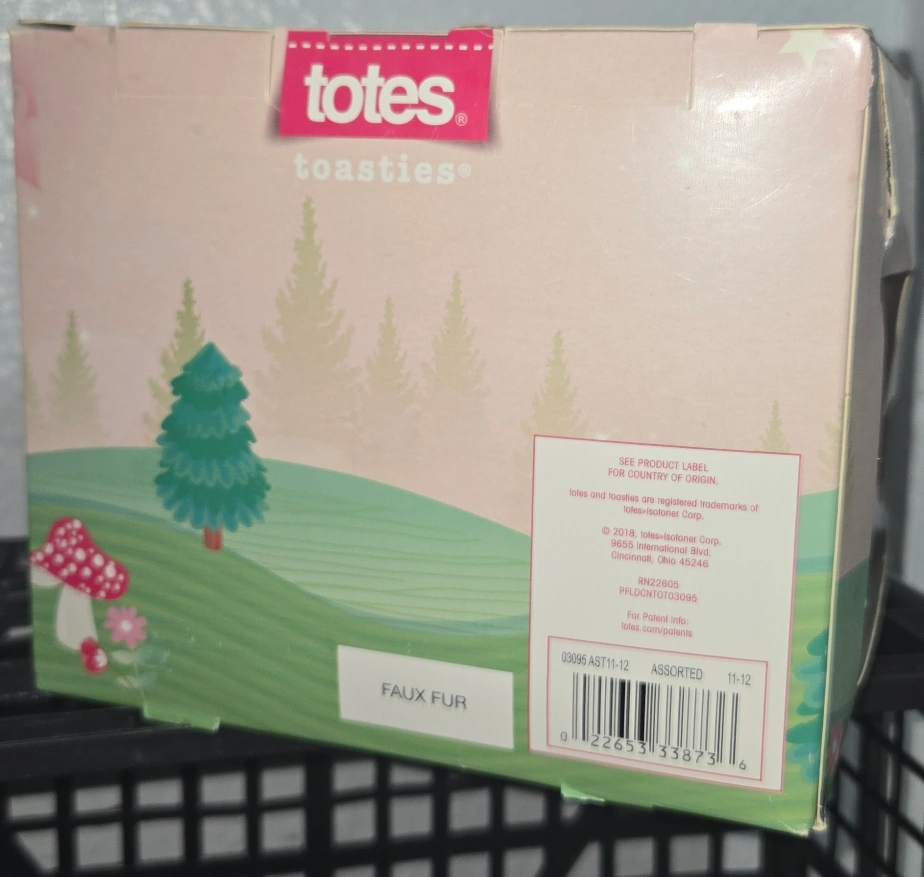 totes®
toasties®
SEE PRODUCT LABEL
FOR COUNTRY OF ORIGIN.
totes and toasties are registered trademarks of
totes»Isotoner Corp.
© 2018, totes»Isotoner Corp.
9655 International Blvd.
Cincinnati, Ohio 45246
RN22605
PFLDCNTOT03095
For Patent Info:
totes.com/patents
03095 AST11-12 ASSORTED 11-12
0 22653 33873 6
FAUX FUR